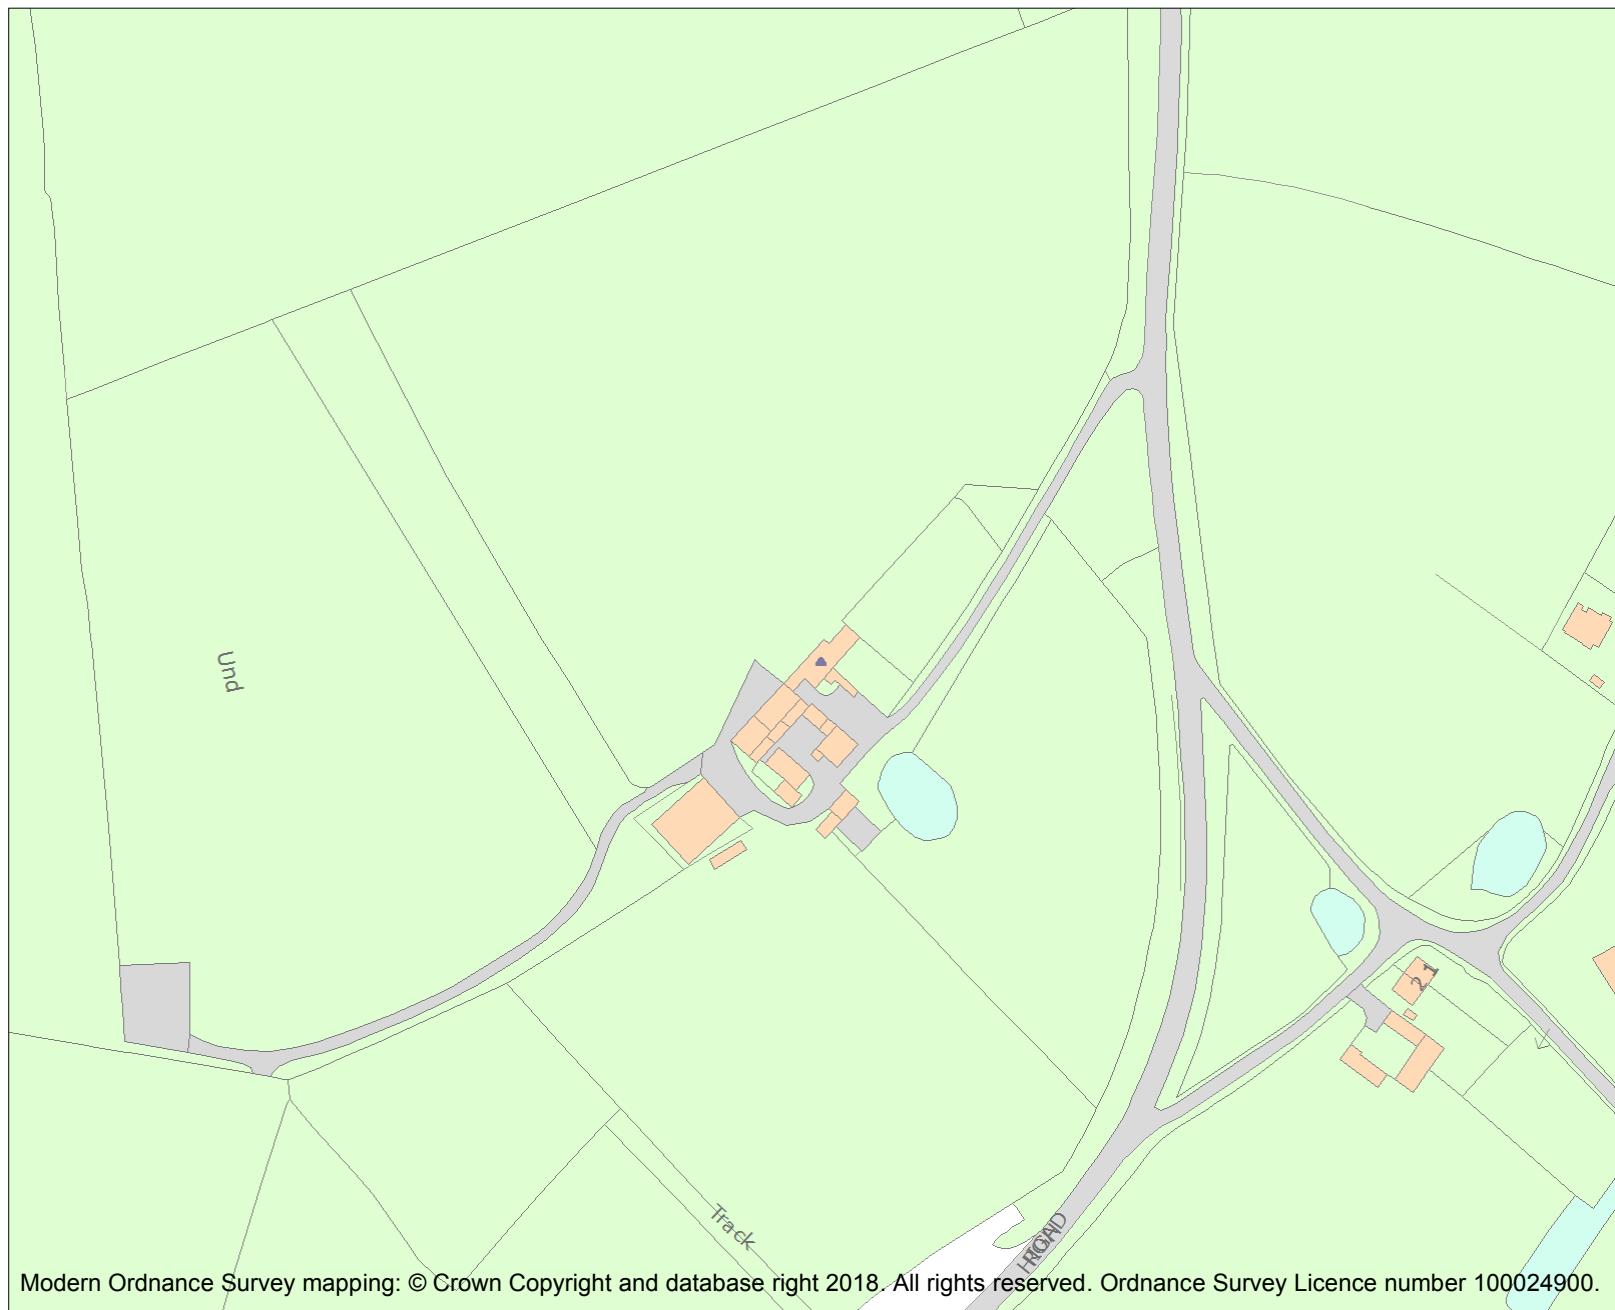 Und
2 1
Track
Modern Ordnance Survey mapping: © Crown Copyright and database right 2018. All rights reserved. Ordnance Survey Licence number 100024900.